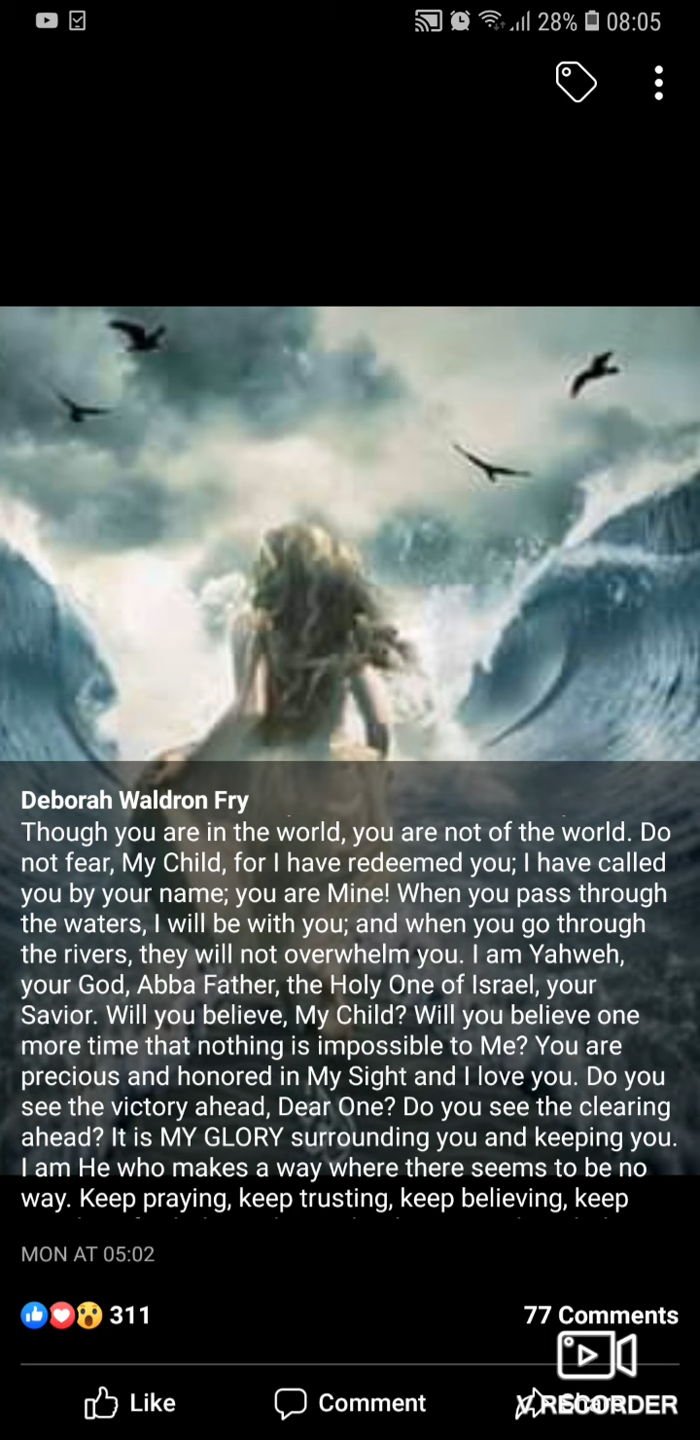 28% 08:05
Deborah Waldron Fry
Though you are in the world, you are not of the world. Do
not fear, My Child, for I have redeemed you; I have called
you by your name; you are Mine! When you pass through
the waters, I will be with you; and when you go through
the rivers, they will not overwhelm you. I am Yahweh,
your God, Abba Father, the Holy One of Israel, your
Savior. Will you believe, My Child? Will you believe one
more time that nothing is impossible to Me? You are
precious and honored in My Sight and I love you. Do you
see the victory ahead, Dear One? Do you see the clearing
ahead? It is MY GLORY surrounding you and keeping you.
I am He who makes a way where there seems to be no
way. Keep praying, keep trusting, keep believing, keep
MON AT 05:02
311 77 Comments
Like Comment
V.RECORDER